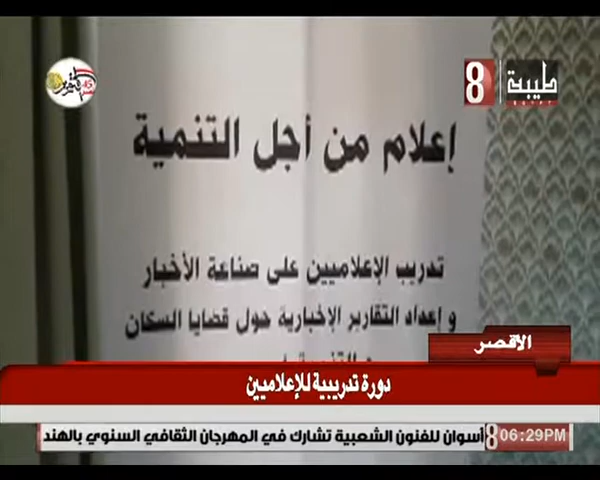 8 طيبة
إعلام من أجل التنمية
تدريب الإعلاميين على صناعة الأخبار
و إعداد التقارير الإخبارية حول قضايا السكان
الأقصر
دورة تدريبية للإعلاميين
أسوان للفنون الشعبية تشارك في المهرجان الثقافي السنوي بالهند
8 06:29PM